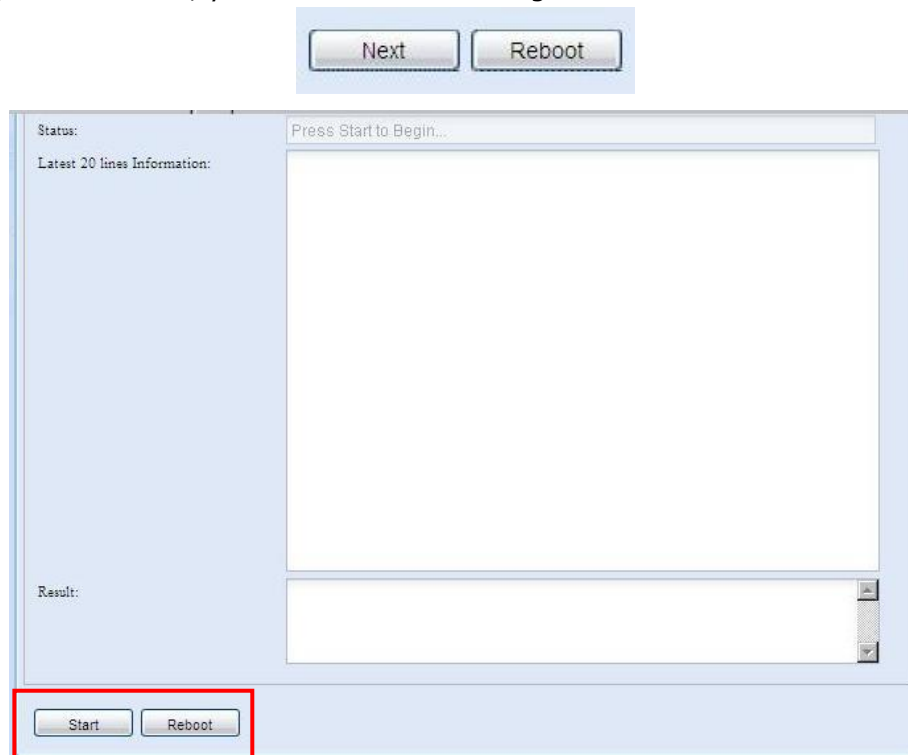 Next Reboot
Status: Press Start to Begin...
Latest 20 lines Information:
Result:
Start Reboot